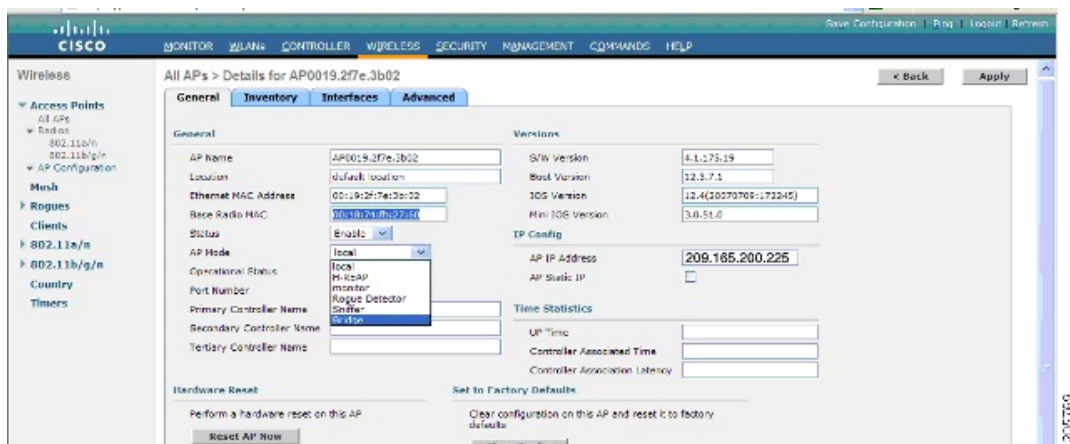 Save Configuration | Ping | Logout | Refresh
CISCO
MONITOR WLANs CONTROLLER WIRELESS SECURITY MANAGEMENT COMMANDS HELP
Wireless
All APs > Details for AP0019.2f7e.3b02
< Back
Apply
Access Points
All APs
Radios
802.11a/n
802.11b/g/n
AP Configuration
Mesh
Rogues
Clients
802.11a/n
802.11b/g/n
Country
Timers
General Inventory Interfaces Advanced
General
AP Name AP0019.2f7e.3b02
Location default location
Ethernet MAC Address 00:19:2f:7e:3b:02
Base Radio MAC
Status Enable
AP Mode local
local
H-REAP
monitor
Rogue Detector
Sniffer
Bridge
Operational Status
Port Number
Primary Controller Name
Secondary Controller Name
Tertiary Controller Name
Versions
S/W Version 4.1.175.19
Boot Version 12.3.7.1
IOS Version 12.4(20070709:172245)
Mini IOS Version 3.0.51.0
IP Config
AP IP Address 209.165.200.225
AP Static IP
Time Statistics
UP Time
Controller Associated Time
Controller Association Latency
Hardware Reset
Perform a hardware reset on this AP
Reset AP Now
Set to Factory Defaults
Clear configuration on this AP and reset it to factory
defaults
205769